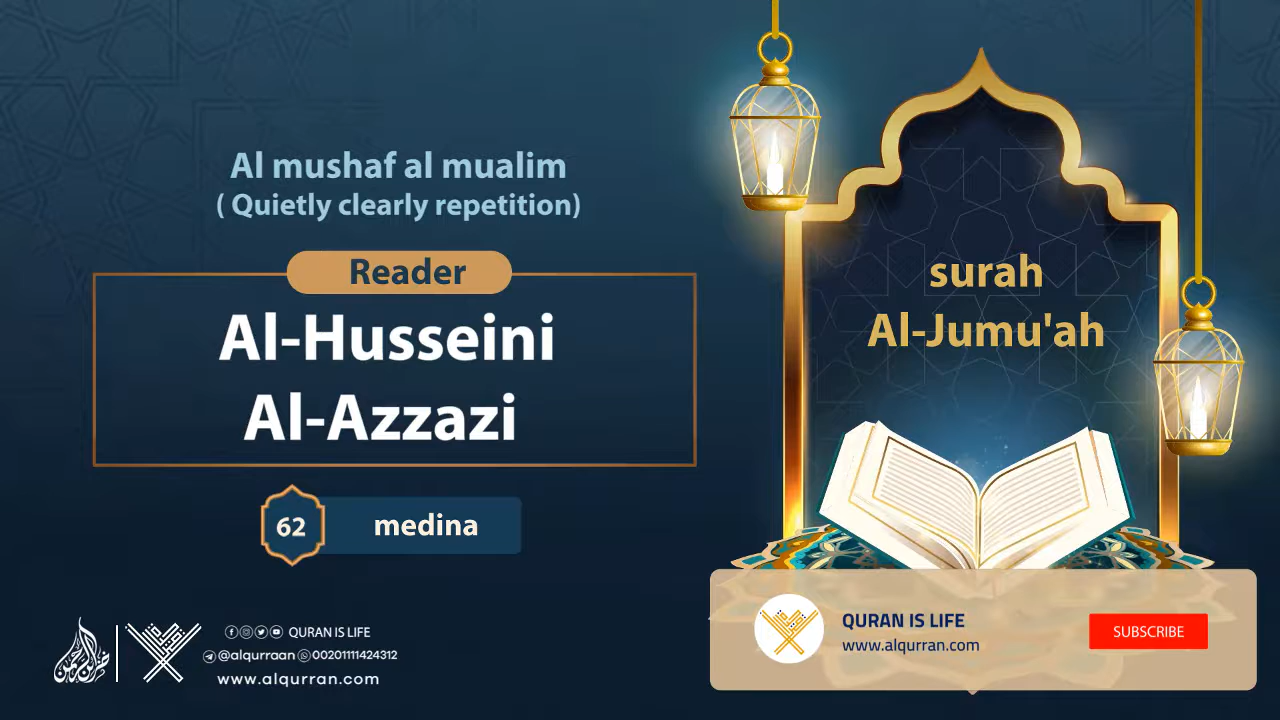 Al mushaf al mualim
( Quietly clearly repetition)
Reader
Al-Husseini
Al-Azzazi
62
medina
surah
Al-Jumu'ah
QURAN IS LIFE
@alqurraan 00201111424312
www.alqurran.com
QURAN IS LIFE
www.alqurran.com
SUBSCRIBE